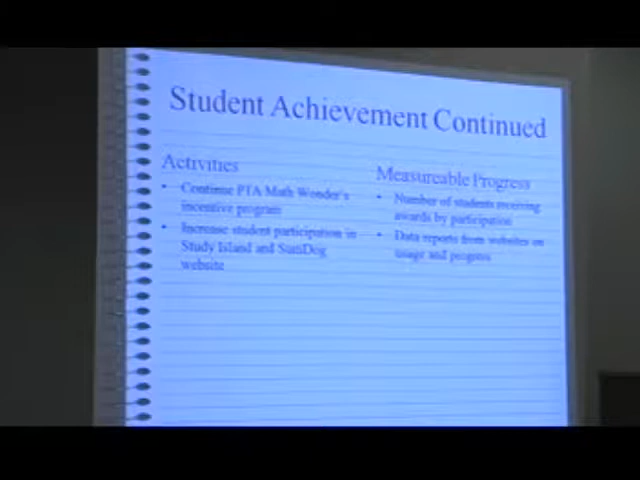 Student Achievement Continued
Activities
• Continue PTA Math Wonder's
incentive program
• Increase student participation in
Study Island and SumDog
website
Measureable Progress
• Number of students receiving
awards by participation
• Data reports from websites on
usage and progress